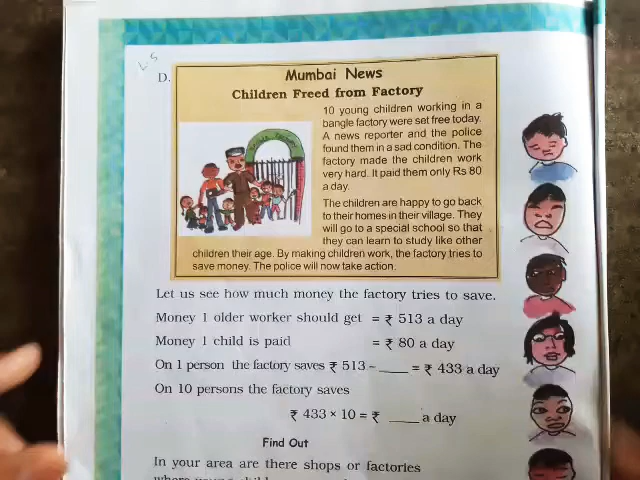 L-5
D.
Mumbai News
Children Freed from Factory
10 young children working in a
bangle factory were set free today.
A news reporter and the police
found them in a sad condition. The
factory made the children work
very hard. It paid them only Rs 80
a day.
The children are happy to go back
to their homes in their village. They
will go to a special school so that
they can learn to study like other
children their age. By making children work, the factory tries to
save money. The police will now take action.
Let us see how much money the factory tries to save.
Money 1 older worker should get = ₹ 513 a day
Money 1 child is paid = ₹ 80 a day
On 1 person the factory saves ₹ 513 – ____ = ₹ 433 a day
On 10 persons the factory saves
₹ 433 × 10 = ₹ ____ a day
Find Out
In your area are there shops or factories